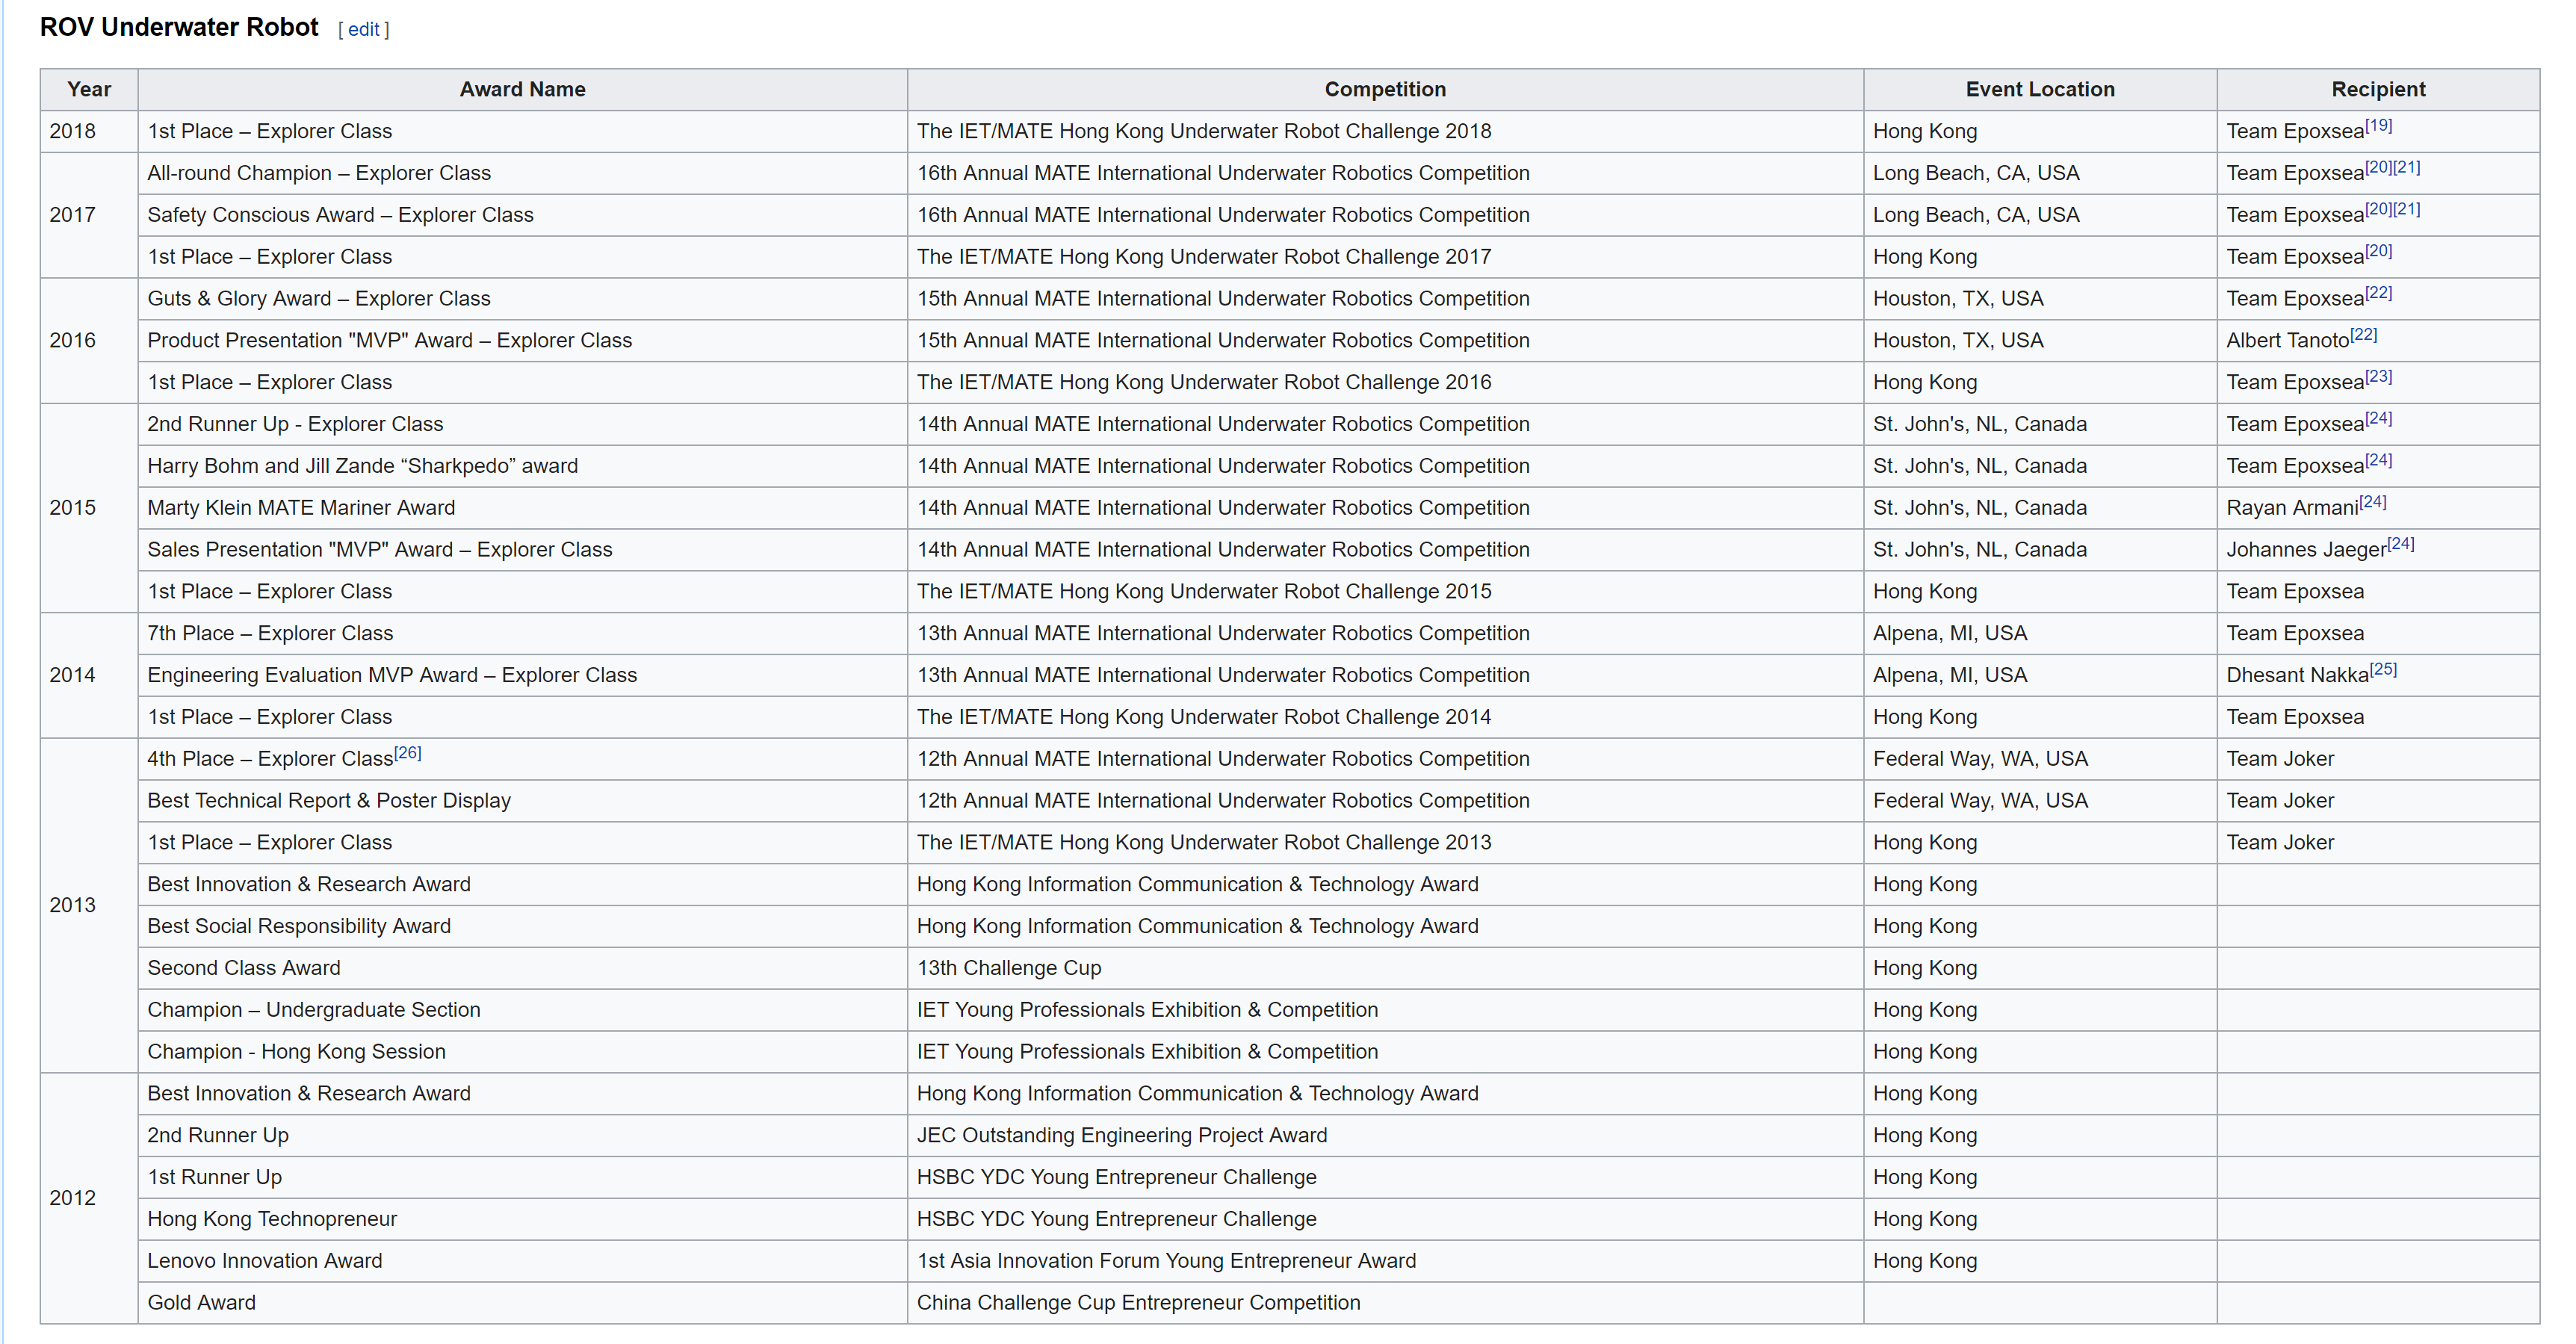 ROV Underwater Robot [ edit ]
Year Award Name Competition Event Location Recipient
2018 1st Place – Explorer Class The IET/MATE Hong Kong Underwater Robot Challenge 2018 Hong Kong Team Epoxsea[19]
2017 All-round Champion – Explorer Class 16th Annual MATE International Underwater Robotics Competition Long Beach, CA, USA Team Epoxsea[20][21]
Safety Conscious Award – Explorer Class 16th Annual MATE International Underwater Robotics Competition Long Beach, CA, USA Team Epoxsea[20][21]
1st Place – Explorer Class The IET/MATE Hong Kong Underwater Robot Challenge 2017 Hong Kong Team Epoxsea[20]
2016 Guts & Glory Award – Explorer Class 15th Annual MATE International Underwater Robotics Competition Houston, TX, USA Team Epoxsea[22]
Product Presentation "MVP" Award – Explorer Class 15th Annual MATE International Underwater Robotics Competition Houston, TX, USA Albert Tanoto[22]
1st Place – Explorer Class The IET/MATE Hong Kong Underwater Robot Challenge 2016 Hong Kong Team Epoxsea[23]
2015 2nd Runner Up - Explorer Class 14th Annual MATE International Underwater Robotics Competition St. John's, NL, Canada Team Epoxsea[24]
Harry Bohm and Jill Zande “Sharkpedo” award 14th Annual MATE International Underwater Robotics Competition St. John's, NL, Canada Team Epoxsea[24]
Marty Klein MATE Mariner Award 14th Annual MATE International Underwater Robotics Competition St. John's, NL, Canada Rayan Armani[24]
Sales Presentation "MVP" Award – Explorer Class 14th Annual MATE International Underwater Robotics Competition St. John's, NL, Canada Johannes Jaeger[24]
1st Place – Explorer Class The IET/MATE Hong Kong Underwater Robot Challenge 2015 Hong Kong Team Epoxsea
2014 7th Place – Explorer Class 13th Annual MATE International Underwater Robotics Competition Alpena, MI, USA Team Epoxsea
Engineering Evaluation MVP Award – Explorer Class 13th Annual MATE International Underwater Robotics Competition Alpena, MI, USA Dhesant Nakka[25]
1st Place – Explorer Class The IET/MATE Hong Kong Underwater Robot Challenge 2014 Hong Kong Team Epoxsea
2013 4th Place – Explorer Class[26] 12th Annual MATE International Underwater Robotics Competition Federal Way, WA, USA Team Joker
Best Technical Report & Poster Display 12th Annual MATE International Underwater Robotics Competition Federal Way, WA, USA Team Joker
1st Place – Explorer Class The IET/MATE Hong Kong Underwater Robot Challenge 2013 Hong Kong Team Joker
Best Innovation & Research Award Hong Kong Information Communication & Technology Award Hong Kong
Best Social Responsibility Award Hong Kong Information Communication & Technology Award Hong Kong
Second Class Award 13th Challenge Cup Hong Kong
Champion – Undergraduate Section IET Young Professionals Exhibition & Competition Hong Kong
Champion - Hong Kong Session IET Young Professionals Exhibition & Competition Hong Kong
2012 Best Innovation & Research Award Hong Kong Information Communication & Technology Award Hong Kong
2nd Runner Up JEC Outstanding Engineering Project Award Hong Kong
1st Runner Up HSBC YDC Young Entrepreneur Challenge Hong Kong
Hong Kong Technopreneur HSBC YDC Young Entrepreneur Challenge Hong Kong
Lenovo Innovation Award 1st Asia Innovation Forum Young Entrepreneur Award Hong Kong
Gold Award China Challenge Cup Entrepreneur Competition